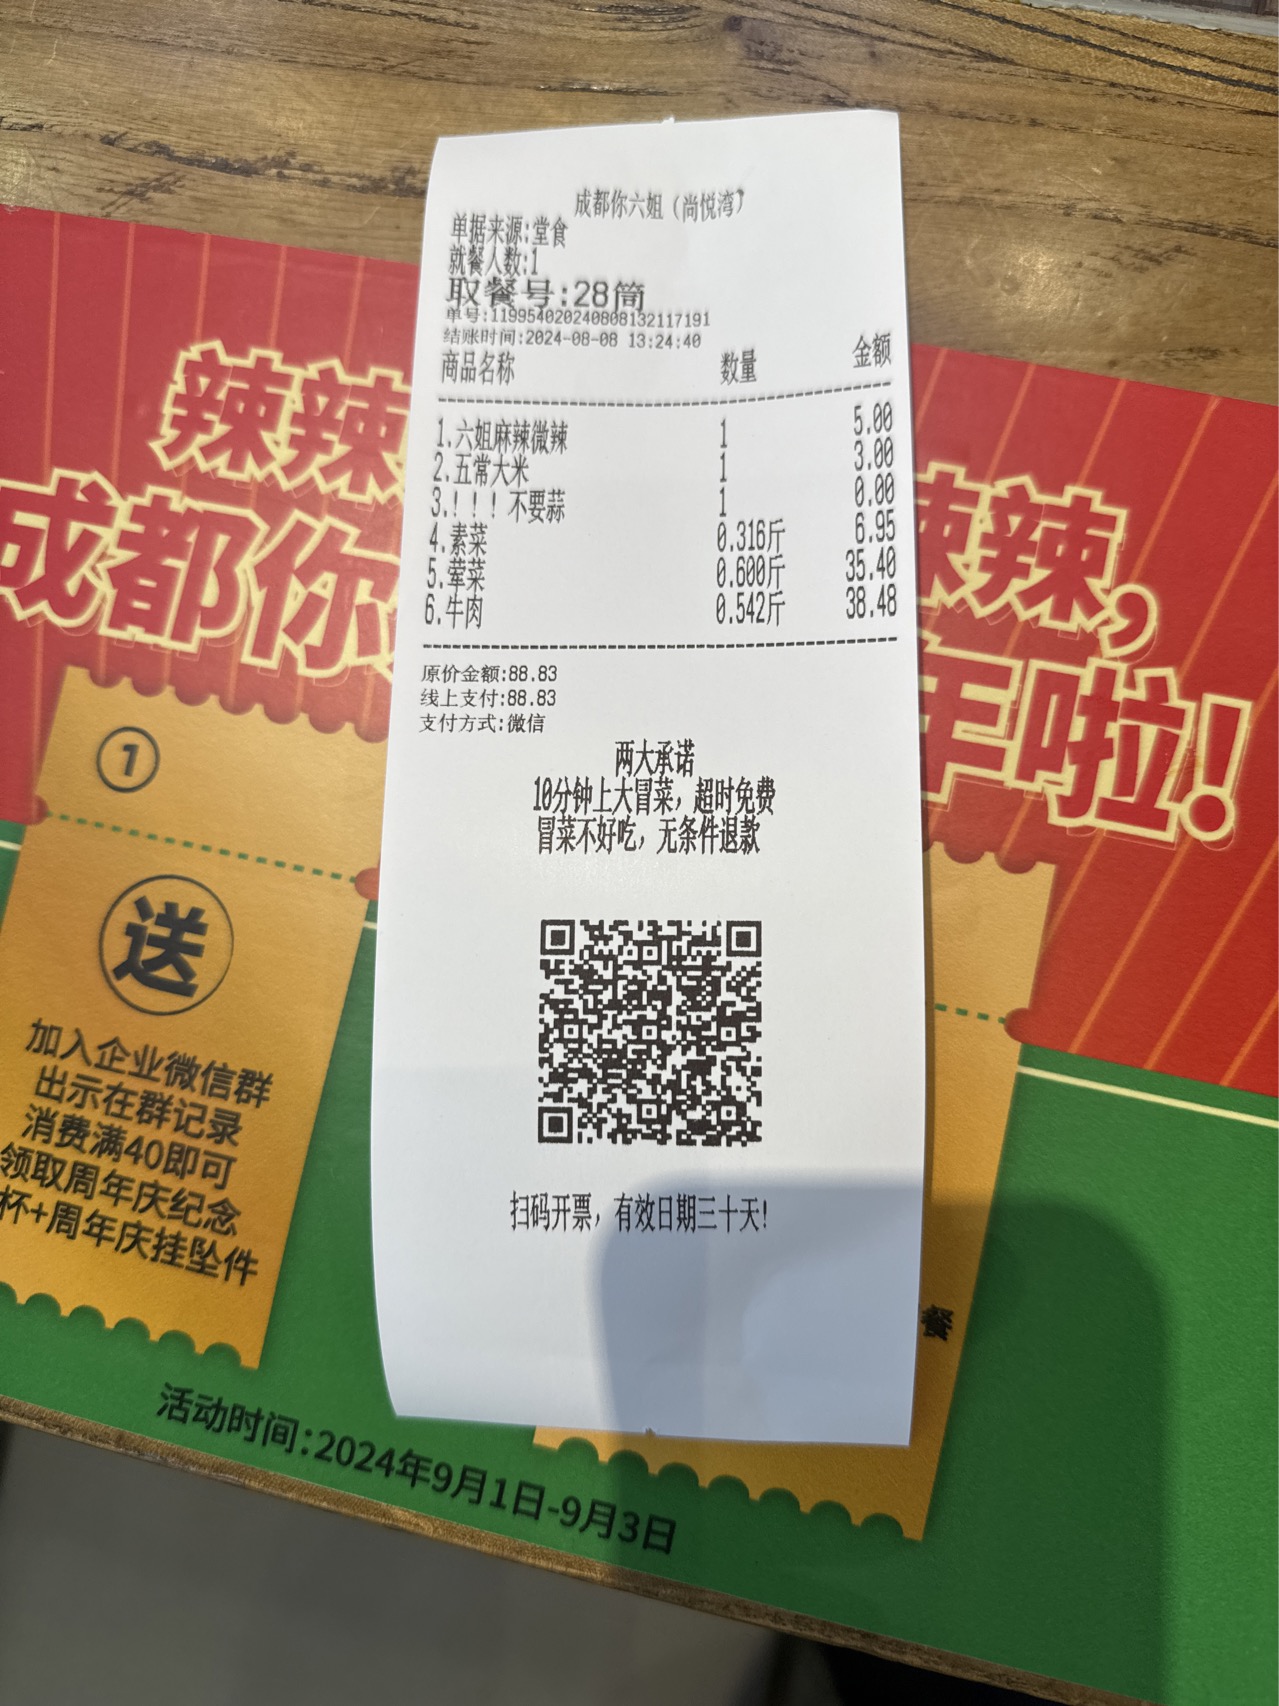 成都你六姐（尚悦湾）
单据来源:堂食
就餐人数:1
取餐号:28筒
单号:11995402024080813211719​1
结账时间:2024-08-08 13:24:40
商品名称 数量 金额
1.六姐麻辣微辣 1 5.00
2.五常大米 1 3.00
3.！！！不要蒜 1 0.00
4.素菜 0.316斤 6.95
5.荤菜 0.600斤 35.40
6.牛肉 0.542斤 38.48
原价金额:88.83
线上支付:88.83
支付方式:微信
两大承诺
10分钟上大冒菜，超时免费
冒菜不好吃，无条件退款
扫码开票，有效日期三十天!
辣辣
辣辣，
成都你
年啦!
①
送
加入企业微信群
出示在群记录
消费满40即可
领取周年庆纪念
杯+周年庆挂坠件
餐
活动时间:2024年9月1日-9月3日